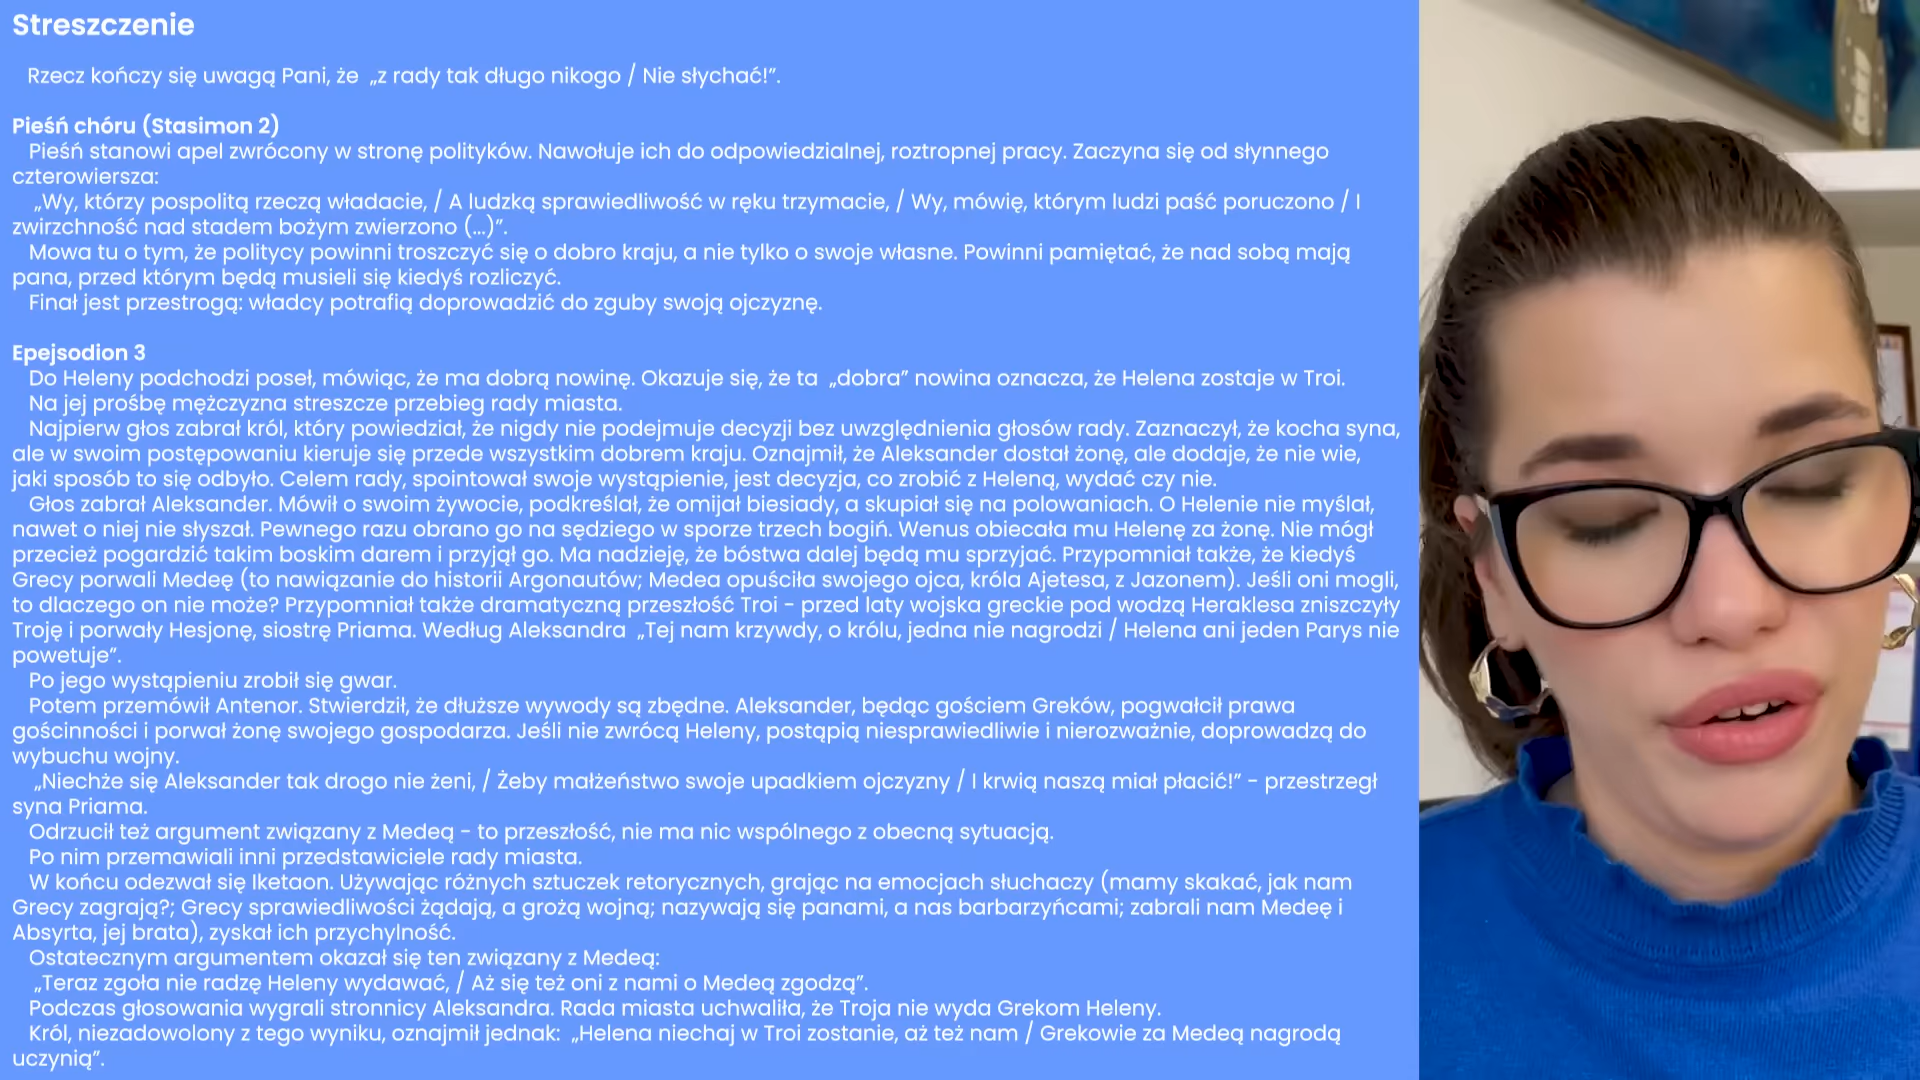 Streszczenie
Rzecz kończy się uwagą Pani, że „z rady tak długo nikogo / Nie słychać!”.
Pieśń chóru (Stasimon 2)
Pieśń stanowi apel zwrócony w stronę polityków. Nawołuje ich do odpowiedzialnej, roztropnej pracy. Zaczyna się od słynnego
czterowiersza:
„Wy, którzy pospolitą rzeczą władacie, / A ludzką sprawiedliwość w ręku trzymacie, / Wy, mówię, którym ludzi paść poruczono / I
zwirzchność nad stadem bożym zwierzono (...)”.
Mowa tu o tym, że politycy powinni troszczyć się o dobro kraju, a nie tylko o swoje własne. Powinni pamiętać, że nad sobą mają
pana, przed którym będą musieli się kiedyś rozliczyć.
Finał jest przestrogą: władcy potrafią doprowadzić do zguby swoją ojczyznę.
Epejsodion 3
Do Heleny podchodzi poseł, mówiąc, że ma dobrą nowinę. Okazuje się, że ta „dobra” nowina oznacza, że Helena zostaje w Troi.
Na jej prośbę mężczyzna streszcze przebieg rady miasta.
Najpierw głos zabrał król, który powiedział, że nigdy nie podejmuje decyzji bez uwzględnienia głosów rady. Zaznaczył, że kocha syna,
ale w swoim postępowaniu kieruje się przede wszystkim dobrem kraju. Oznajmił, że Aleksander dostał żonę, ale dodaje, że nie wie,
jaki sposób to się odbyło. Celem rady, spointował swoje wystąpienie, jest decyzja, co zrobić z Heleną, wydać czy nie.
Głos zabrał Aleksander. Mówił o swoim żywocie, podkreślał, że omijał biesiady, a skupiał się na polowaniach. O Helenie nie myślał,
nawet o niej nie słyszał. Pewnego razu obrano go na sędziego w sporze trzech bogiń. Wenus obiecała mu Helenę za żonę. Nie mógł
przecież pogardzić takim boskim darem i przyjął go. Ma nadzieję, że bóstwa dalej będą mu sprzyjać. Przypomniał także, że kiedyś
Grecy porwali Medeę (to nawiązanie do historii Argonautów; Medea opuściła swojego ojca, króla Ajetesa, z Jazonem). Jeśli oni mogli,
to dlaczego on nie może? Przypomniał także dramatyczną przeszłość Troi - przed laty wojska greckie pod wodzą Heraklesa zniszczyły
Troję i porwały Hesjonę, siostrę Priama. Według Aleksandra „Tej nam krzywdy, o królu, jedna nie nagrodzi / Helena ani jeden Parys nie
powetuje”.
Po jego wystąpieniu zrobił się gwar.
Potem przemówił Antenor. Stwierdził, że dłuższe wywody są zbędne. Aleksander, będąc gościem Greków, pogwałcił prawa
gościnności i porwał żonę swojego gospodarza. Jeśli nie zwrócą Heleny, postąpią niesprawiedliwie i nierozważnie, doprowadzą do
wybuchu wojny.
„Niechże się Aleksander tak drogo nie żeni, / Żeby małżeństwo swoje upadkiem ojczyzny / I krwią naszą miał płacić!” - przestrzegł
syna Priama.
Odrzucił też argument związany z Medeą - to przeszłość, nie ma nic wspólnego z obecną sytuacją.
Po nim przemawiali inni przedstawiciele rady miasta.
W końcu odezwał się Iketaon. Używając różnych sztuczek retorycznych, grając na emocjach słuchaczy (mamy skakać, jak nam
Grecy zagrają?; Grecy sprawiedliwości żądają, a grożą wojną; nazywają się panami, a nas barbarzyńcami; zabrali nam Medeę i
Absyrta, jej brata), zyskał ich przychylność.
Ostatecznym argumentem okazał się ten związany z Medeą:
„Teraz zgoła nie radzę Heleny wydawać, / Aż się też oni z nami o Medeą zgodzą”.
Podczas głosowania wygrali stronnicy Aleksandra. Rada miasta uchwaliła, że Troja nie wyda Grekom Heleny.
Król, niezadowolony z tego wyniku, oznajmił jednak: „Helena niechaj w Troi zostanie, aż też nam / Grekowie za Medeą nagrodą
uczynią”.